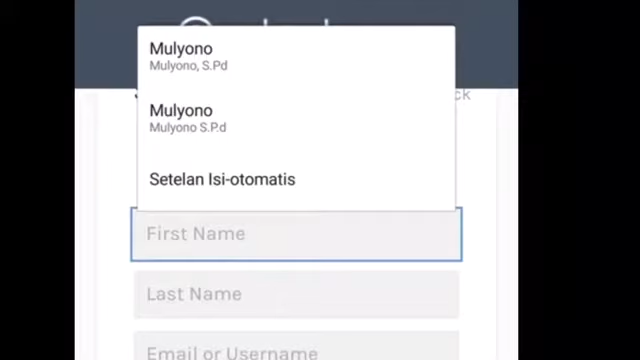 Mulyono
Mulyono, S.Pd
Mulyono
Mulyono S.P.d
Setelan Isi-otomatis
First Name
Last Name
Email or Username